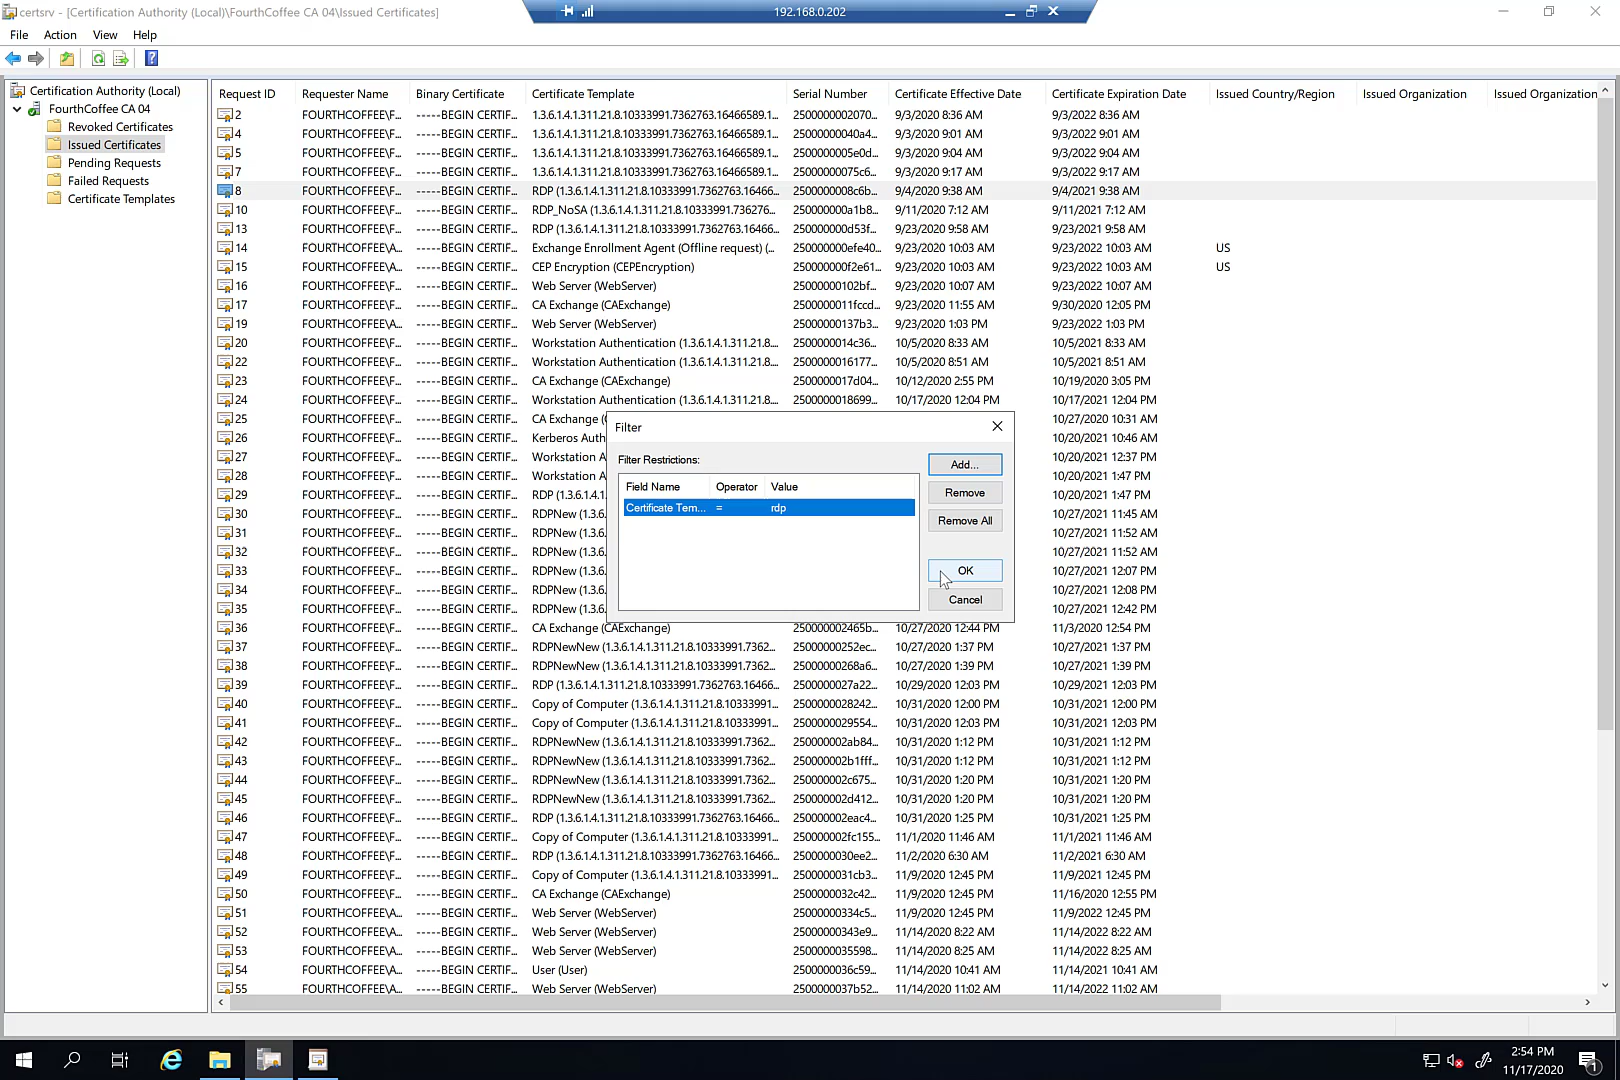 certsrv - [Certification Authority (Local)\FourthCoffee CA 04\Issued Certificates]
192.168.0.202
File Action View Help
Certification Authority (Local)
FourthCoffee CA 04
Revoked Certificates
Issued Certificates
Pending Requests
Failed Requests
Certificate Templates
Request ID Requester Name Binary Certificate Certificate Template Serial Number Certificate Effective Date Certificate Expiration Date Issued Country/Region Issued Organization Issued Organization
2 FOURTHCOFFEE\F... -----BEGIN CERTIF... 1.3.6.1.4.1.311.21.8.10333991.7362763.16466589.1... 2500000002070... 9/3/2020 8:36 AM 9/3/2022 8:36 AM
4 FOURTHCOFFEE\F... -----BEGIN CERTIF... 1.3.6.1.4.1.311.21.8.10333991.7362763.16466589.1... 25000000040a4... 9/3/2020 9:01 AM 9/3/2022 9:01 AM
5 FOURTHCOFFEE\F... -----BEGIN CERTIF... 1.3.6.1.4.1.311.21.8.10333991.7362763.16466589.1... 2500000005e0d... 9/3/2020 9:04 AM 9/3/2022 9:04 AM
7 FOURTHCOFFEE\F... -----BEGIN CERTIF... 1.3.6.1.4.1.311.21.8.10333991.7362763.16466589.1... 25000000075c6... 9/3/2020 9:17 AM 9/3/2022 9:17 AM
8 FOURTHCOFFEE\F... -----BEGIN CERTIF... RDP (1.3.6.1.4.1.311.21.8.10333991.7362763.16466... 2500000008c6b... 9/4/2020 9:38 AM 9/4/2021 9:38 AM
10 FOURTHCOFFEE\F... -----BEGIN CERTIF... RDP_NoSA (1.3.6.1.4.1.311.21.8.10333991.736276... 250000000a1b8... 9/11/2020 7:12 AM 9/11/2021 7:12 AM
13 FOURTHCOFFEE\F... -----BEGIN CERTIF... RDP (1.3.6.1.4.1.311.21.8.10333991.7362763.16466... 250000000d53f... 9/23/2020 9:58 AM 9/23/2021 9:58 AM
14 FOURTHCOFFEE\F... -----BEGIN CERTIF... Exchange Enrollment Agent (Offline request) (... 250000000efe40... 9/23/2020 10:03 AM 9/23/2022 10:03 AM US
15 FOURTHCOFFEE\A... -----BEGIN CERTIF... CEP Encryption (CEPEncryption) 250000000f2e61... 9/23/2020 10:03 AM 9/23/2022 10:03 AM US
16 FOURTHCOFFEE\F... -----BEGIN CERTIF... Web Server (WebServer) 25000000102bf... 9/23/2020 10:07 AM 9/23/2022 10:07 AM
17 FOURTHCOFFEE\F... -----BEGIN CERTIF... CA Exchange (CAExchange) 25000000011fccd... 9/23/2020 11:55 AM 9/30/2020 12:05 PM
19 FOURTHCOFFEE\A... -----BEGIN CERTIF... Web Server (WebServer) 25000000137b3... 9/23/2020 1:03 PM 9/23/2022 1:03 PM
20 FOURTHCOFFEE\F... -----BEGIN CERTIF... Workstation Authentication (1.3.6.1.4.1.311.21.8.... 2500000014c36... 10/5/2020 8:33 AM 10/5/2021 8:33 AM
22 FOURTHCOFFEE\F... -----BEGIN CERTIF... Workstation Authentication (1.3.6.1.4.1.311.21.8.... 2500000016177... 10/5/2020 8:51 AM 10/5/2021 8:51 AM
23 FOURTHCOFFEE\F... -----BEGIN CERTIF... CA Exchange (CAExchange) 2500000017d04... 10/12/2020 2:55 PM 10/19/2020 3:05 PM
24 FOURTHCOFFEE\F... -----BEGIN CERTIF... Workstation Authentication (1.3.6.1.4.1.311.21.8.... 2500000018699... 10/17/2020 12:04 PM 10/17/2021 12:04 PM
25 FOURTHCOFFEE\F... -----BEGIN CERTIF... CA Exchange ( 10/27/2020 10:31 AM
26 FOURTHCOFFEE\F... -----BEGIN CERTIF... Kerberos Auth 10/20/2021 10:46 AM
27 FOURTHCOFFEE\F... -----BEGIN CERTIF... Workstation A 10/20/2021 12:37 PM
28 FOURTHCOFFEE\F... -----BEGIN CERTIF... Workstation A 10/20/2021 1:47 PM
29 FOURTHCOFFEE\F... -----BEGIN CERTIF... RDP (1.3.6.1.4 10/20/2021 1:47 PM
30 FOURTHCOFFEE\F... -----BEGIN CERTIF... RDPNew (1.3.6. 10/27/2021 11:45 AM
31 FOURTHCOFFEE\F... -----BEGIN CERTIF... RDPNew (1.3.6. 10/27/2021 11:52 AM
32 FOURTHCOFFEE\F... -----BEGIN CERTIF... RDPNew (1.3.6. 10/27/2021 11:52 AM
33 FOURTHCOFFEE\F... -----BEGIN CERTIF... RDPNew (1.3.6. 10/27/2021 12:07 PM
34 FOURTHCOFFEE\F... -----BEGIN CERTIF... RDPNew (1.3.6. 10/27/2021 12:08 PM
35 FOURTHCOFFEE\F... -----BEGIN CERTIF... RDPNew (1.3.6. 10/27/2021 12:42 PM
36 FOURTHCOFFEE\F... -----BEGIN CERTIF... CA Exchange (CAExchange) 250000002465b... 10/27/2020 12:44 PM 11/3/2020 12:54 PM
37 FOURTHCOFFEE\F... -----BEGIN CERTIF... RDPNewNew (1.3.6.1.4.1.311.21.8.10333991.7362... 25000000252ec... 10/27/2020 1:37 PM 10/27/2021 1:37 PM
38 FOURTHCOFFEE\F... -----BEGIN CERTIF... RDPNewNew (1.3.6.1.4.1.311.21.8.10333991.7362... 25000000268a6... 10/27/2020 1:39 PM 10/27/2021 1:39 PM
39 FOURTHCOFFEE\F... -----BEGIN CERTIF... RDP (1.3.6.1.4.1.311.21.8.10333991.7362763.16466... 2500000027a22... 10/29/2020 12:03 PM 10/29/2021 12:03 PM
40 FOURTHCOFFEE\F... -----BEGIN CERTIF... Copy of Computer (1.3.6.1.4.1.311.21.8.10333991... 2500000028242... 10/31/2020 12:00 PM 10/31/2021 12:00 PM
41 FOURTHCOFFEE\F... -----BEGIN CERTIF... Copy of Computer (1.3.6.1.4.1.311.21.8.10333991... 2500000029554... 10/31/2020 12:03 PM 10/31/2021 12:03 PM
42 FOURTHCOFFEE\F... -----BEGIN CERTIF... RDPNewNew (1.3.6.1.4.1.311.21.8.10333991.7362... 250000002ab84... 10/31/2020 1:12 PM 10/31/2021 1:12 PM
43 FOURTHCOFFEE\F... -----BEGIN CERTIF... RDPNewNew (1.3.6.1.4.1.311.21.8.10333991.7362... 250000002b1fff... 10/31/2020 1:12 PM 10/31/2021 1:12 PM
44 FOURTHCOFFEE\F... -----BEGIN CERTIF... RDPNewNew (1.3.6.1.4.1.311.21.8.10333991.7362... 250000002c675... 10/31/2020 1:20 PM 10/31/2021 1:20 PM
45 FOURTHCOFFEE\F... -----BEGIN CERTIF... RDPNewNew (1.3.6.1.4.1.311.21.8.10333991.7362... 250000002d412... 10/31/2020 1:20 PM 10/31/2021 1:20 PM
46 FOURTHCOFFEE\F... -----BEGIN CERTIF... RDP (1.3.6.1.4.1.311.21.8.10333991.7362763.16466... 250000002eac4... 10/31/2020 1:25 PM 10/31/2021 1:25 PM
47 FOURTHCOFFEE\F... -----BEGIN CERTIF... Copy of Computer (1.3.6.1.4.1.311.21.8.10333991... 250000002fc155... 11/1/2020 11:46 AM 11/1/2021 11:46 AM
48 FOURTHCOFFEE\F... -----BEGIN CERTIF... RDP (1.3.6.1.4.1.311.21.8.10333991.7362763.16466... 2500000030ee2... 11/2/2020 6:30 AM 11/2/2021 6:30 AM
49 FOURTHCOFFEE\F... -----BEGIN CERTIF... Copy of Computer (1.3.6.1.4.1.311.21.8.10333991... 2500000031cb3... 11/9/2020 12:45 PM 11/9/2021 12:45 PM
50 FOURTHCOFFEE\F... -----BEGIN CERTIF... CA Exchange (CAExchange) 2500000032c42... 11/9/2020 12:45 PM 11/16/2020 12:55 PM
51 FOURTHCOFFEE\A... -----BEGIN CERTIF... Web Server (WebServer) 25000000334c5... 11/9/2020 12:45 PM 11/9/2022 12:45 PM
52 FOURTHCOFFEE\A... -----BEGIN CERTIF... Web Server (WebServer) 25000000343e9... 11/14/2020 8:22 AM 11/14/2022 8:22 AM
53 FOURTHCOFFEE\A... -----BEGIN CERTIF... Web Server (WebServer) 2500000035598... 11/14/2020 8:25 AM 11/14/2022 8:25 AM
54 FOURTHCOFFEE\A... -----BEGIN CERTIF... User (User) 2500000036c59... 11/14/2020 10:41 AM 11/14/2021 10:41 AM
55 FOURTHCOFFEE\A... -----BEGIN CERTIF... Web Server (WebServer) 2500000037b52... 11/14/2020 11:02 AM 11/14/2022 11:02 AM
Filter
Filter Restrictions:
Field Name Operator Value
Certificate Tem... = rdp
Add...
Remove
Remove All
OK
Cancel
2:54 PM
11/17/2020
1